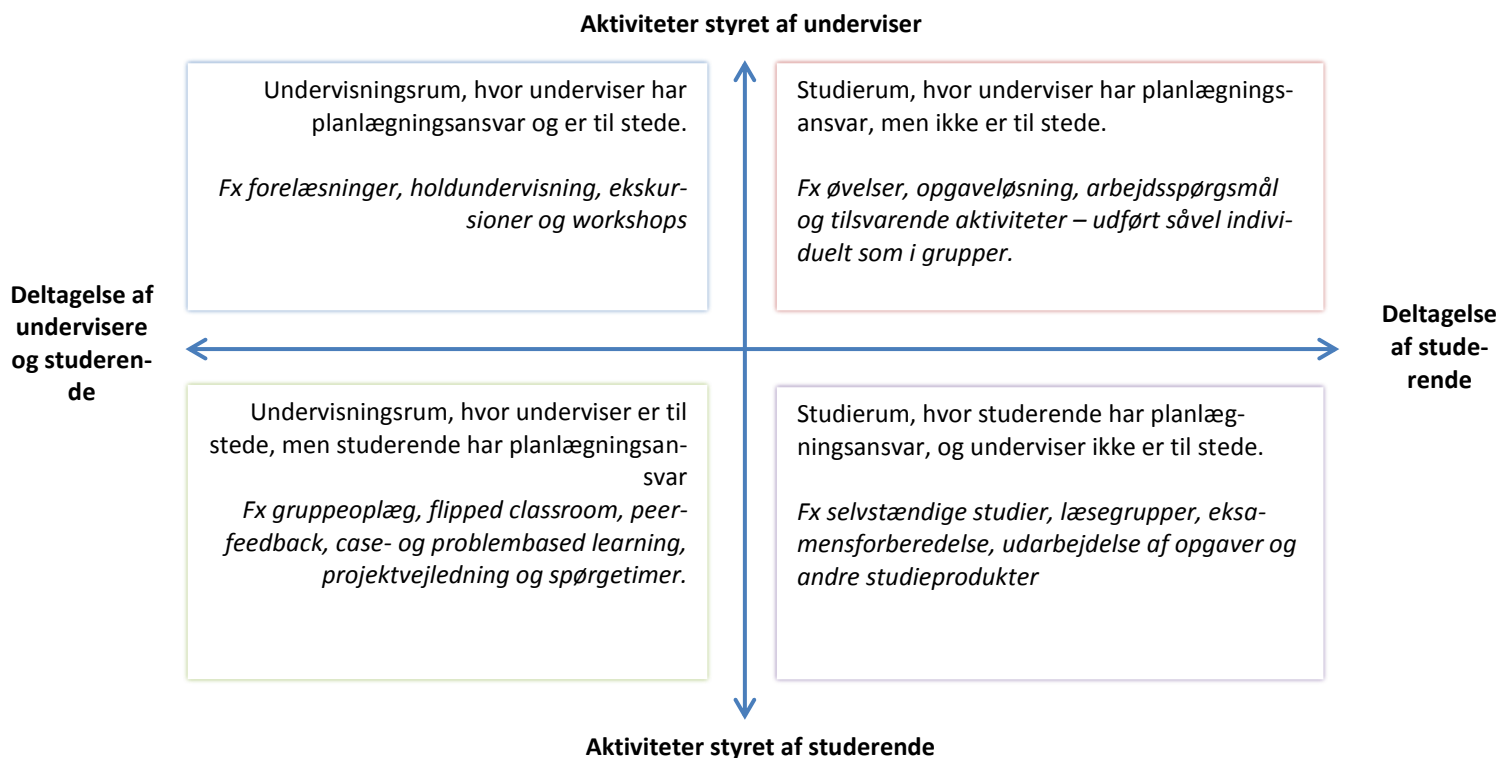 Aktiviteter styret af underviser
Undervisningsrum, hvor underviser har
planlægningsansvar og er til stede.
Fx forelæsninger, holdundervisning, ekskur-
sioner og workshops
Studierum, hvor underviser har planlægnings-
ansvar, men ikke er til stede.
Fx øvelser, opgaveløsning, arbejdsspørgsmål
og tilsvarende aktiviteter – udført såvel indivi-
duelt som i grupper.
Deltagelse af
undervisere
og studeren-
de
Deltagelse
af stude-
rende
Undervisningsrum, hvor underviser er til
stede, men studerende har planlægningsan-
svar
Fx gruppeoplæg, flipped classroom, peer-
feedback, case- og problembased learning,
projektvejledning og spørgetimer.
Studierum, hvor studerende har planlæg-
ningsansvar, og underviser ikke er til stede.
Fx selvstændige studier, læsegrupper, eksa-
mensforberedelse, udarbejdelse af opgaver og
andre studieprodukter
Aktiviteter styret af studerende